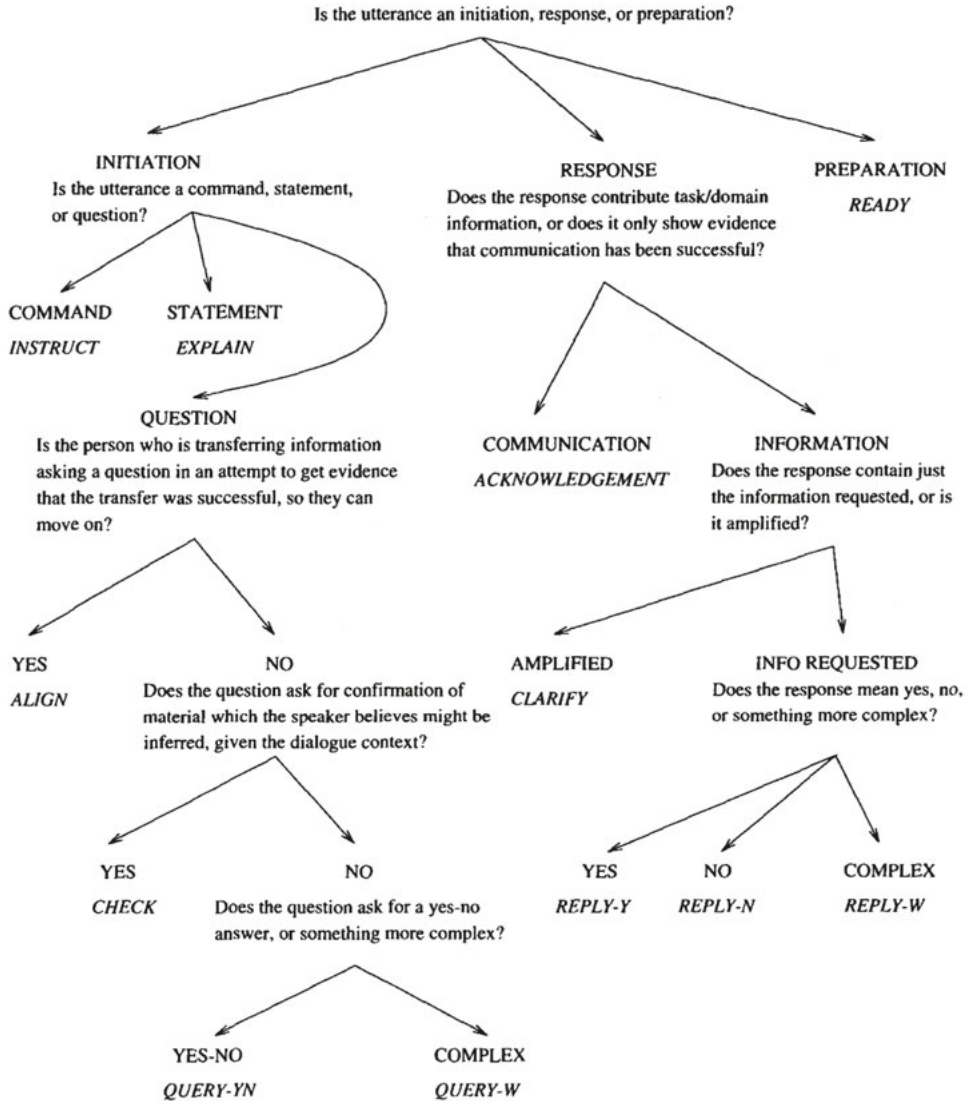 Is the utterance an initiation, response, or preparation?
INITIATION
Is the utterance a command, statement,
or question?
RESPONSE
Does the response contribute task/domain
information, or does it only show evidence
that communication has been successful?
PREPARATION
READY
COMMAND
INSTRUCT
STATEMENT
EXPLAIN
QUESTION
Is the person who is transferring information
asking a question in an attempt to get evidence
that the transfer was successful, so they can
move on?
COMMUNICATION
ACKNOWLEDGEMENT
INFORMATION
Does the response contain just
the information requested, or is
it amplified?
YES
ALIGN
NO
Does the question ask for confirmation of
material which the speaker believes might be
inferred, given the dialogue context?
AMPLIFIED
CLARIFY
INFO REQUESTED
Does the response mean yes, no,
or something more complex?
YES
CHECK
NO
Does the question ask for a yes-no
answer, or something more complex?
YES
REPLY-Y
NO
REPLY-N
COMPLEX
REPLY-W
YES-NO
QUERY-YN
COMPLEX
QUERY-W